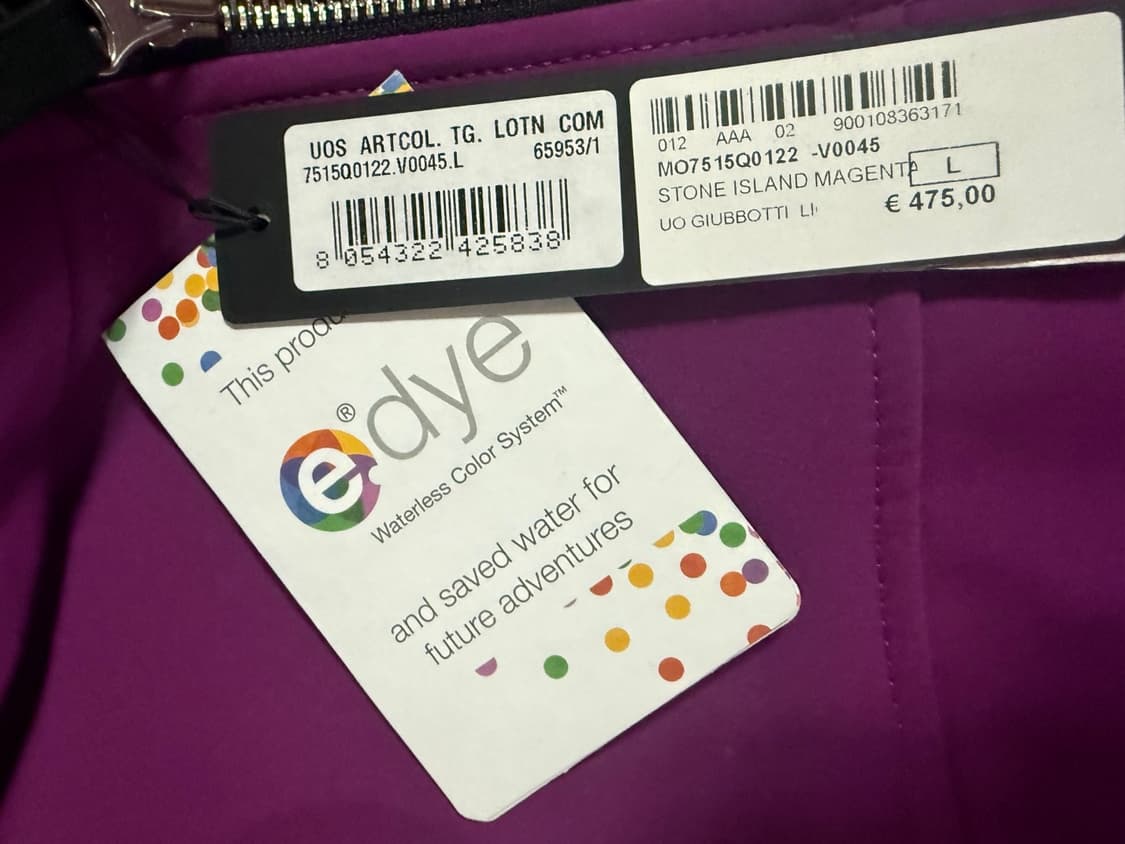 UOS ARTCOL. TG. LOTN COM
7515Q0122.V0045.L 65953/1
8 054322 425838
012 AAA 02 900108363171
MO7515Q0122 -V0045
STONE ISLAND MAGENTA L
UO GIUBBOTTI
€ 475,00
This
e® dye
Waterless Color System™
and saved water for
future adventures